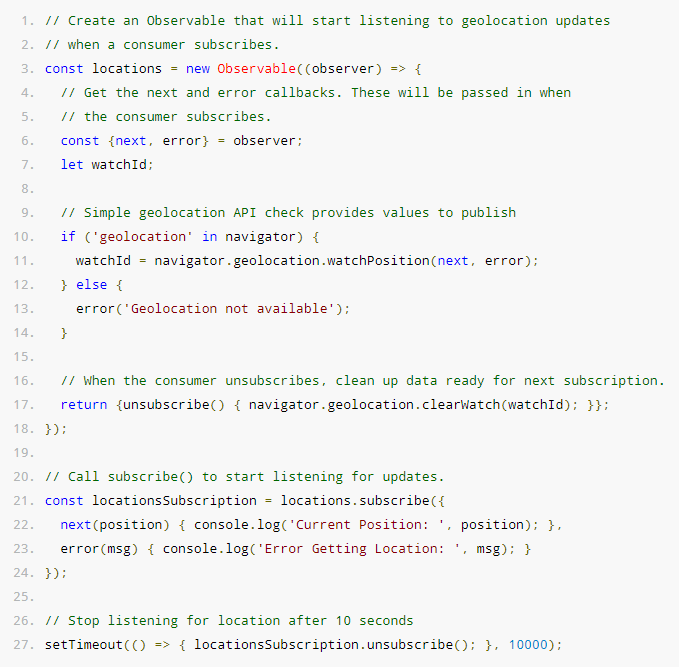 1. // Create an Observable that will start listening to geolocation updates
2. // when a consumer subscribes.
3. const locations = new Observable((observer) => {
4.   // Get the next and error callbacks. These will be passed in when
5.   // the consumer subscribes.
6.   const {next, error} = observer;
7.   let watchId;
8.
9.   // Simple geolocation API check provides values to publish
10.   if ('geolocation' in navigator) {
11.     watchId = navigator.geolocation.watchPosition(next, error);
12.   } else {
13.     error('Geolocation not available');
14.   }
15.
16.   // When the consumer unsubscribes, clean up data ready for next subscription.
17.   return {unsubscribe() { navigator.geolocation.clearWatch(watchId); }};
18. });
19.
20. // Call subscribe() to start listening for updates.
21. const locationsSubscription = locations.subscribe({
22.   next(position) { console.log('Current Position: ', position); },
23.   error(msg) { console.log('Error Getting Location: ', msg); }
24. });
25.
26. // Stop listening for location after 10 seconds
27. setTimeout(() => { locationsSubscription.unsubscribe(); }, 10000);